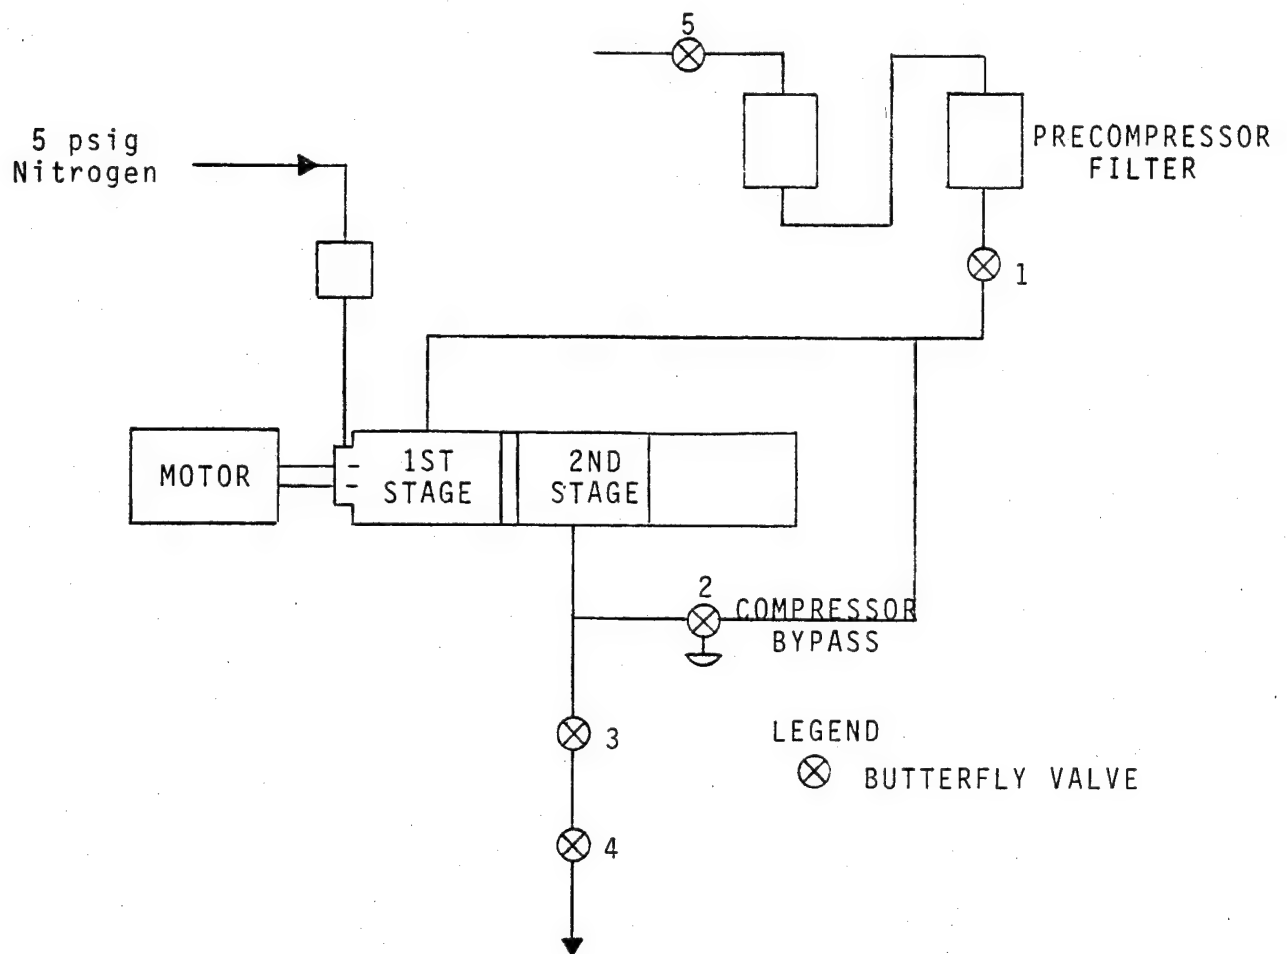 5
5 psig
Nitrogen
PRECOMPRESSOR
FILTER
1
MOTOR
1ST
STAGE
2ND
STAGE
2
COMPRESSOR
BYPASS
3
LEGEND
BUTTERFLY VALVE
4